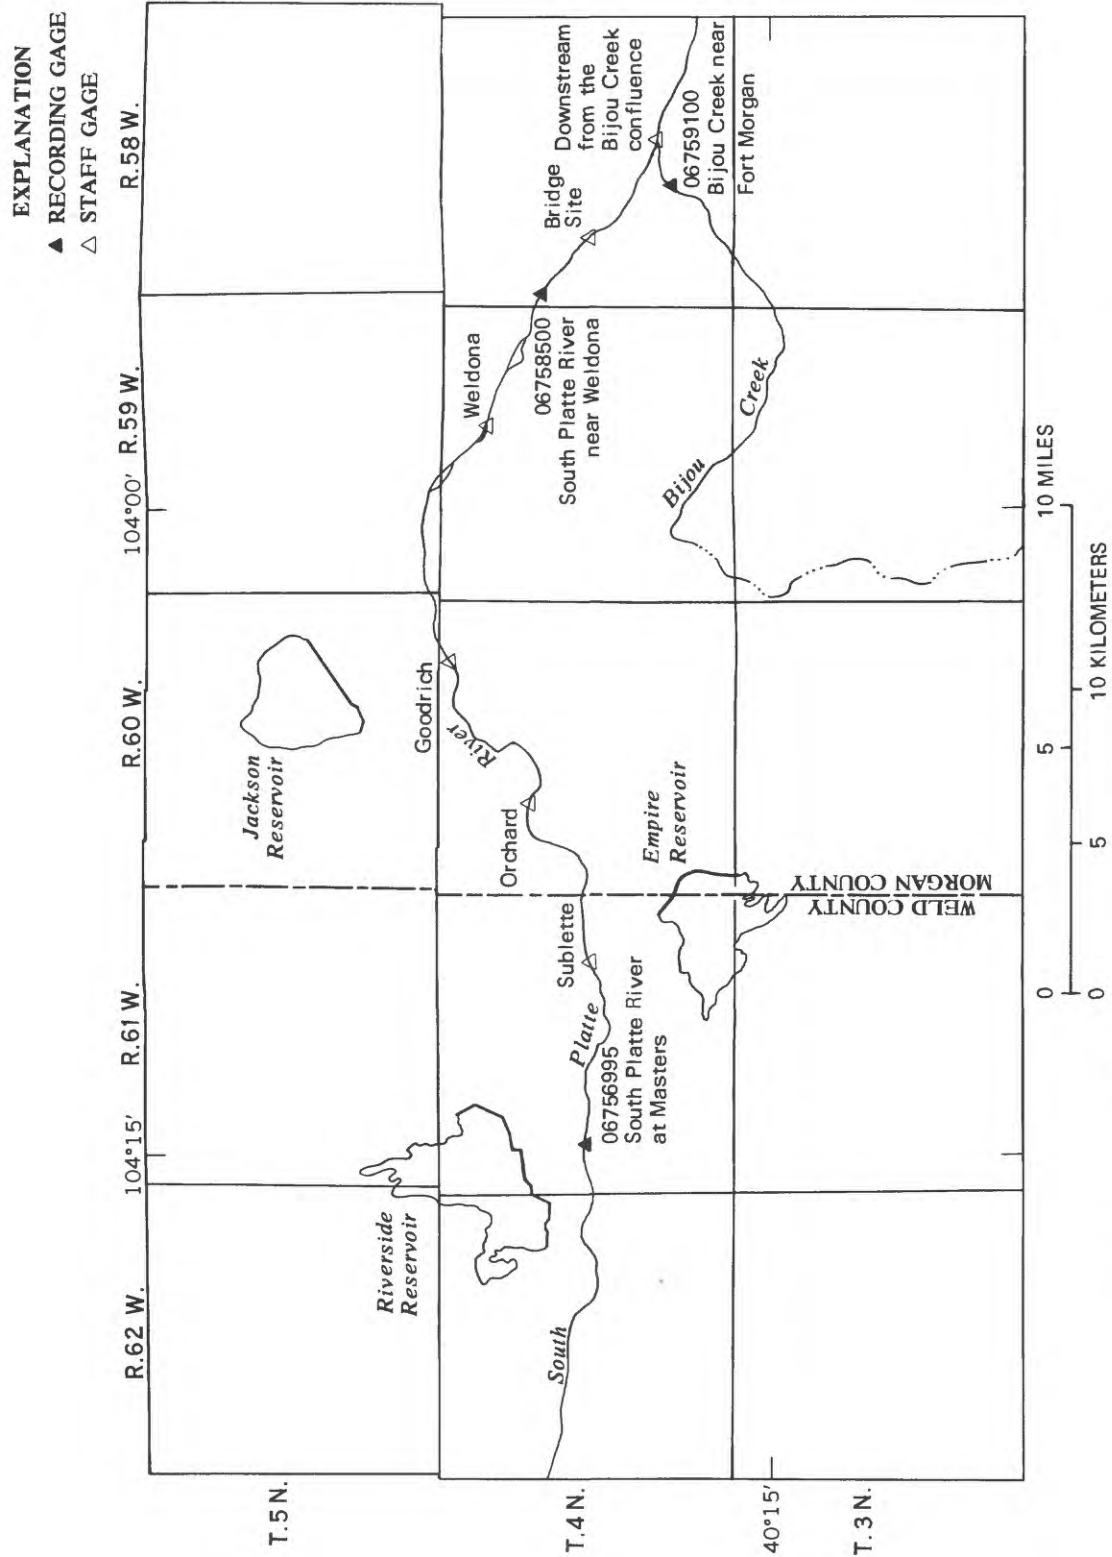 EXPLANATION
▲ RECORDING GAGE
△ STAFF GAGE
R.62 W.
104°15'
R.61 W.
R.60 W.
104°00'
R.59 W.
R.58 W.
T.5 N.
T.4 N.
40°15'
T.3 N.
Riverside
Reservoir
Jackson
Reservoir
Goodrich
River
Orchard
Weldona
06758500
South Platte River
near Weldona
Bridge
Site
Downstream
from the
Bijou Creek
confluence
06759100
Bijou Creek near
Fort Morgan
South
Platte
Sublette
06756995
South Platte River
at Masters
Empire
Reservoir
Bijou
Creek
WELD COUNTY
MORGAN COUNTY
0
5
10 MILES
0
5
10 KILOMETERS